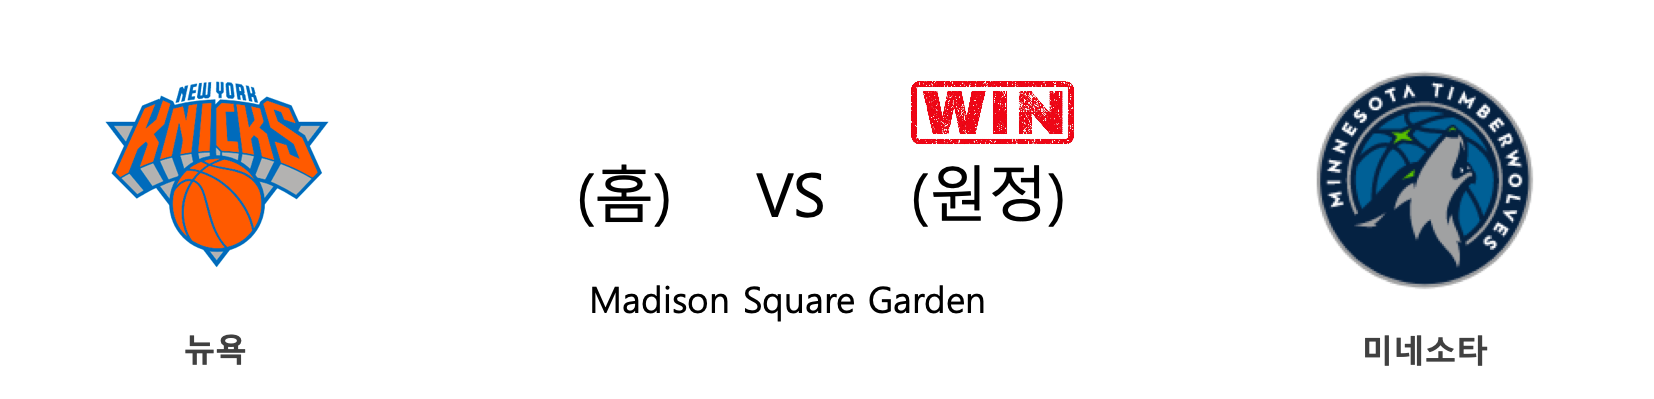 NEW YORK
KNICKS
WIN
MINNESOTA TIMBERWOLVES
(홈) VS (원정)
Madison Square Garden
뉴욕
미네소타